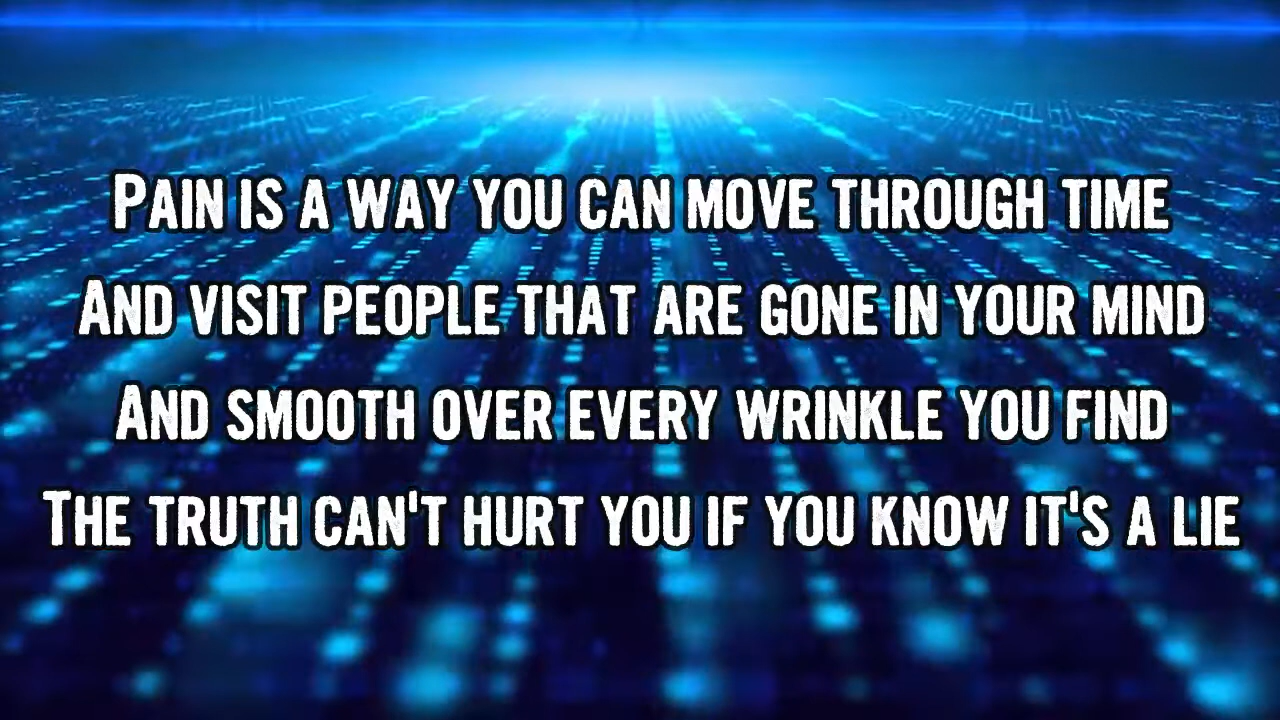 Pain is a way you can move through time
And visit people that are gone in your mind
And smooth over every wrinkle you find
The truth can't hurt you if you know it's a lie